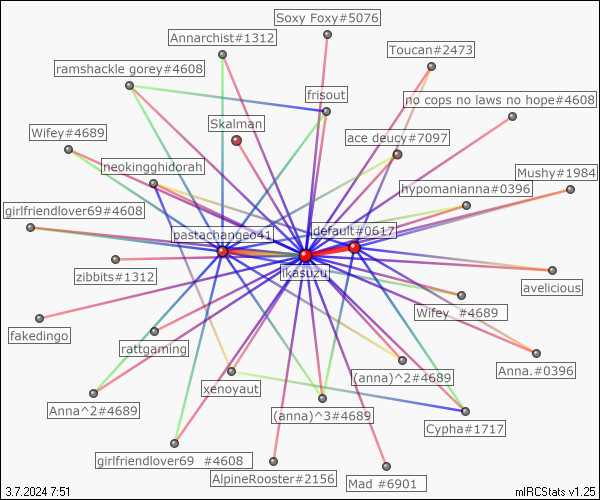 Soxy Foxy#5076
Annarchist#1312
Toucan#2473
ramshackle gorey#4608
frisout
no cops no laws no hope#4608
Skalman
Wifey#4689
ace deucy#7097
neokingghidorah
Mushy#1984
hypomanianna#0396
girlfriendlover69#4608
pastachangeo41
default#0617
ikasuzu
zibbits#1312
avelicious
Wifey_#4689
fakedingo
rattgaming
(anna)^2#4689
Anna.#0396
xenoyaut
Anna^2#4689
(anna)^3#4689
Cypha#1717
girlfriendlover69_#4608
AlpineRooster#2156
Mad_#6901
3.7.2024 7:51
mIRCStats v1.25